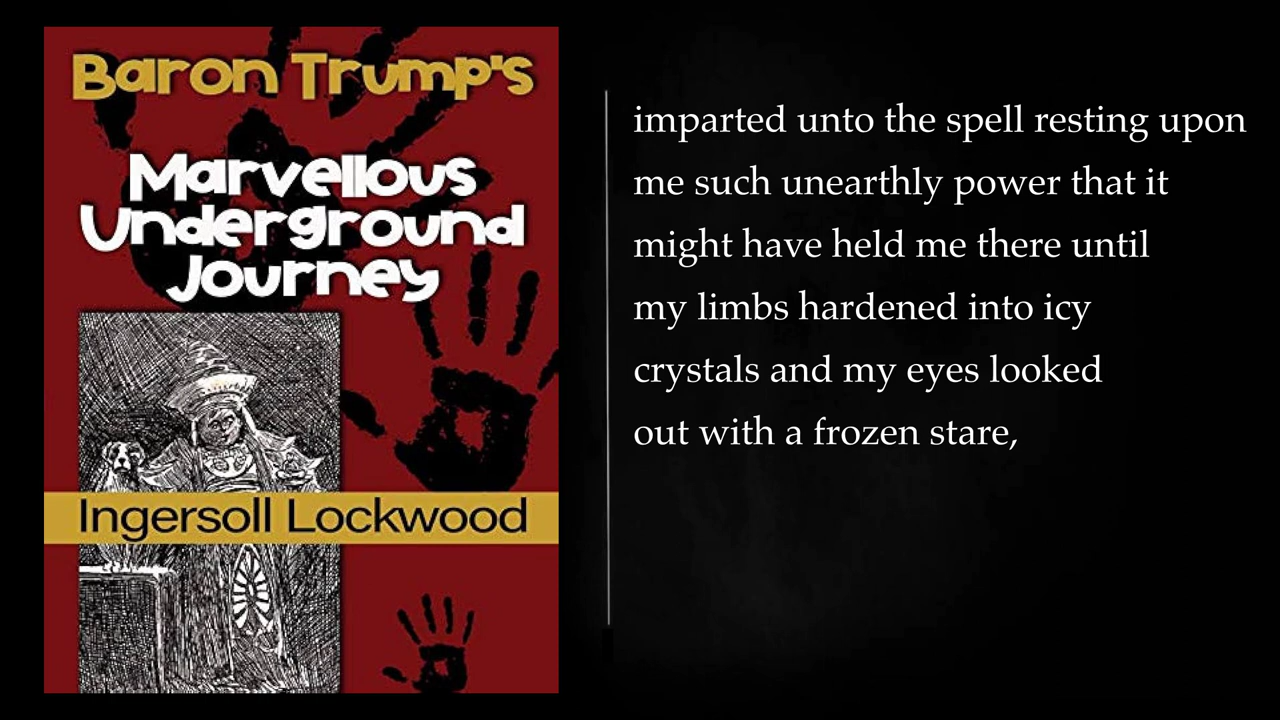 Baron Trump's
Marvellous
Underground
Journey
Ingersoll Lockwood
imparted unto the spell resting upon
me such unearthly power that it
might have held me there until
my limbs hardened into icy
crystals and my eyes looked
out with a frozen stare,